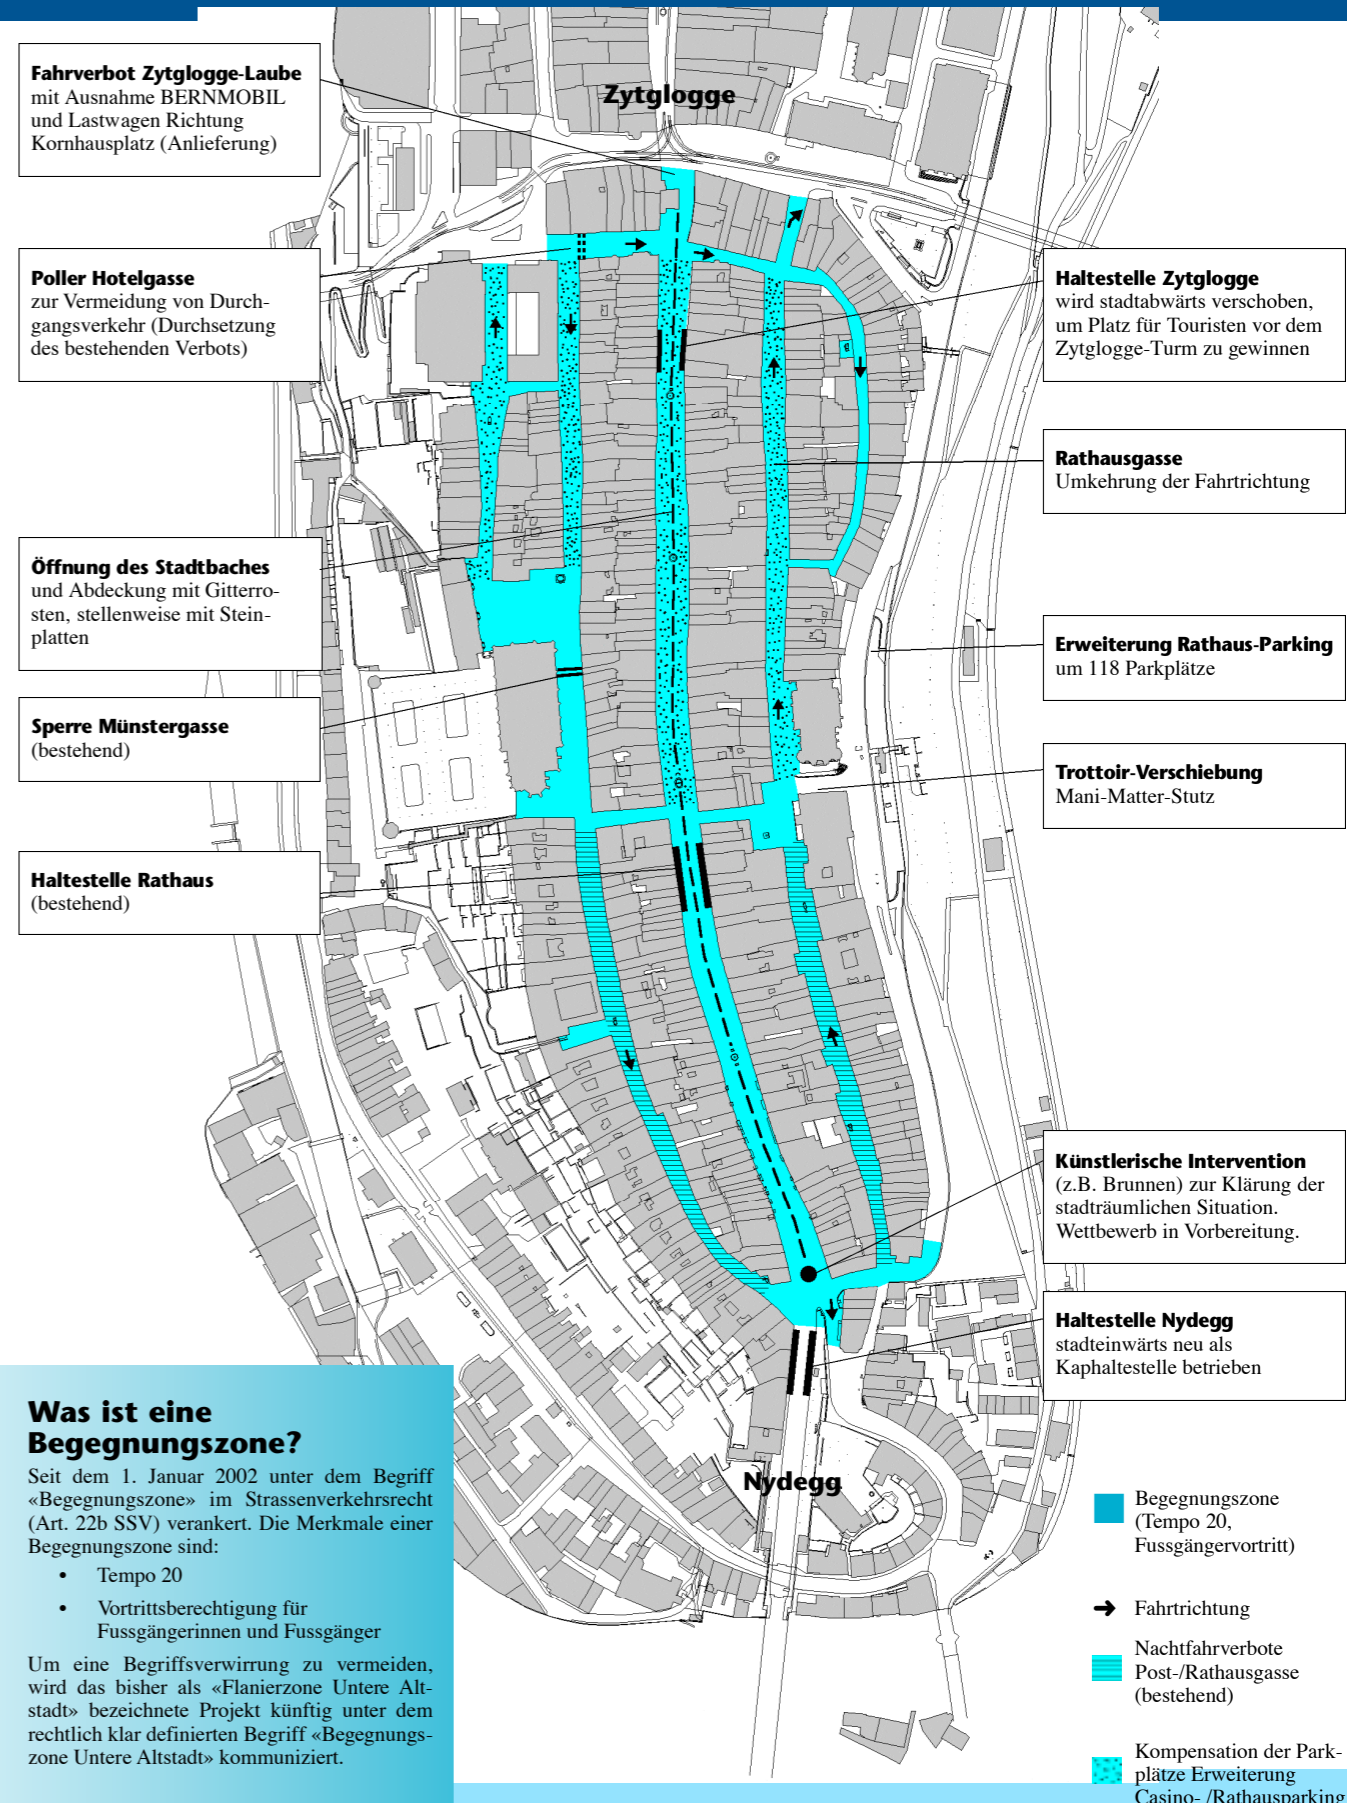 Zytglogge
Fahrverbot Zytglogge-Laube
mit Ausnahme BERNMOBIL
und Lastwagen Richtung
Kornhausplatz (Anlieferung)
Poller Hotelgasse
zur Vermeidung von Durch-
gangsverkehr (Durchsetzung
des bestehenden Verbots)
Öffnung des Stadtbaches
und Abdeckung mit Gitterro-
sten, stellenweise mit Stein-
platten
Sperre Münstergasse
(bestehend)
Haltestelle Rathaus
(bestehend)
Haltestelle Zytglogge
wird stadtabwärts verschoben,
um Platz für Touristen vor dem
Zytglogge-Turm zu gewinnen
Rathausgasse
Umkehrung der Fahrtrichtung
Erweiterung Rathaus-Parking
um 118 Parkplätze
Trottoir-Verschiebung
Mani-Matter-Stutz
Künstlerische Intervention
(z.B. Brunnen) zur Klärung der
stadträumlichen Situation.
Wettbewerb in Vorbereitung.
Haltestelle Nydegg
stadteinwärts neu als
Kaphaltestelle betrieben
Nydegg
Was ist eine
Begegnungszone?
Seit dem 1. Januar 2002 unter dem Begriff
«Begegnungszone» im Strassenverkehrsrecht
(Art. 22b SSV) verankert. Die Merkmale einer
Begegnungszone sind:
• Tempo 20
• Vortrittsberechtigung für
Fussgängerinnen und Fussgänger
Um eine Begriffsverwirrung zu vermeiden,
wird das bisher als «Flanierzone Untere Alt-
stadt» bezeichnete Projekt künftig unter dem
rechtlich klar definierten Begriff «Begegnungs-
zone Untere Altstadt» kommuniziert.
Begegnungszone
(Tempo 20,
Fussgängervortritt)
Fahrtrichtung
Nachtfahrverbote
Post-/Rathausgasse
(bestehend)
Kompensation der Park-
plätze Erweiterung
Casino- /Rathausparking